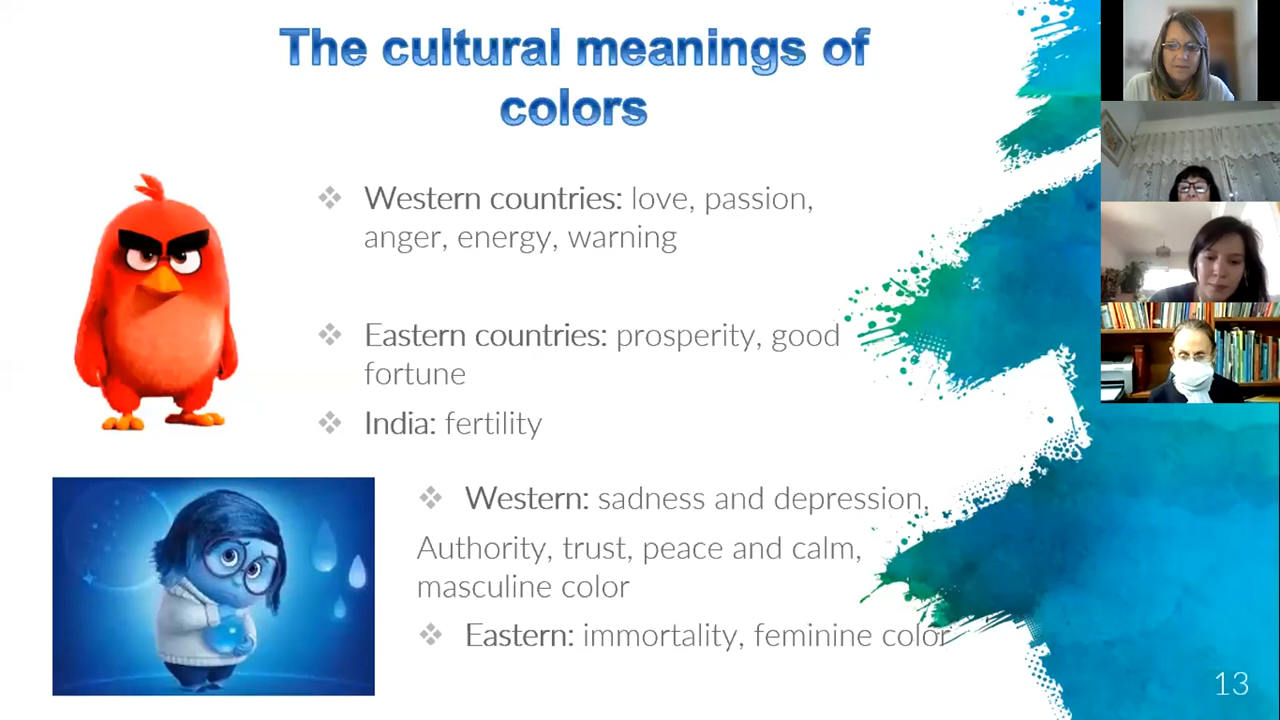 The cultural meanings of
colors
Western countries: love, passion,
anger, energy, warning
Eastern countries: prosperity, good
fortune
India: fertility
Western: sadness and depression,
Authority, trust, peace and calm,
masculine color
Eastern: immortality, feminine color
13